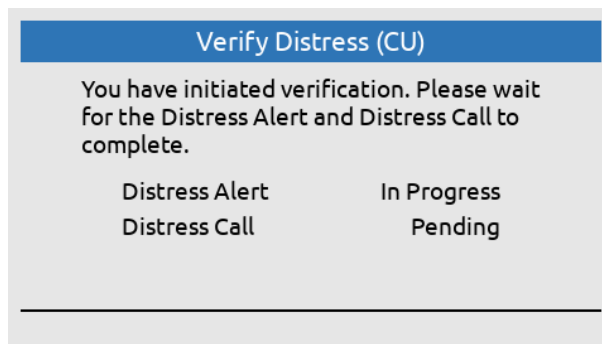 Verify Distress (CU)
You have initiated verification. Please wait
for the Distress Alert and Distress Call to
complete.
Distress Alert In Progress
Distress Call Pending